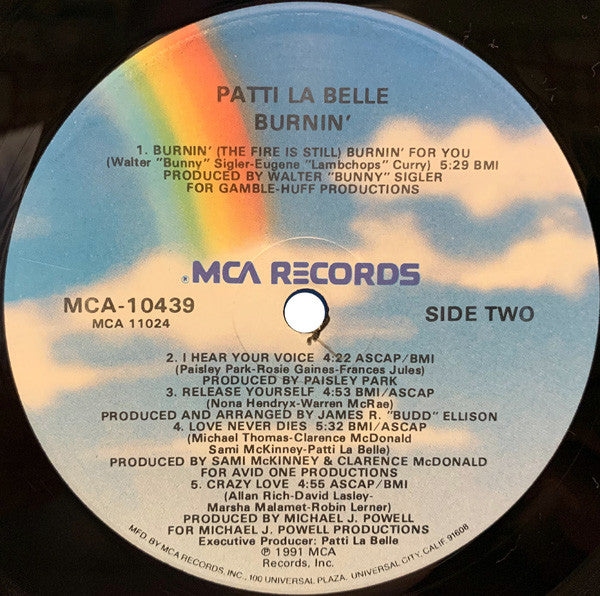 PATTI LA BELLE
BURNIN'
1. BURNIN' (THE FIRE IS STILL) BURNIN' FOR YOU
(Walter "Bunny" Sigler-Eugene "Lambchops" Curry) 5:29 BMI
PRODUCED BY WALTER "BUNNY" SIGLER
FOR GAMBLE-HUFF PRODUCTIONS
® MCA RECORDS
MCA-10439
MCA 11024
SIDE TWO
2. I HEAR YOUR VOICE 4:22 ASCAP/BMI
(Paisley Park-Rosie Gaines-Frances Jules)
PRODUCED BY PAISLEY PARK
3. RELEASE YOURSELF 4:53 BMI/ASCAP
(Nona Hendryx-Warren McRae)
PRODUCED AND ARRANGED BY JAMES R. "BUDD" ELLISON
4. LOVE NEVER DIES 5:32 BMI/ASCAP
(Michael Thomas-Clarence McDonald
Sami McKinney-Patti La Belle)
PRODUCED BY SAMI McKINNEY & CLARENCE McDONALD
FOR AVID ONE PRODUCTIONS
5. CRAZY LOVE 4:55 ASCAP/BMI
(Allan Rich-David Lasley-
Marsha Malamet-Robin Lerner)
PRODUCED BY MICHAEL J. POWELL
FOR MICHAEL J. POWELL PRODUCTIONS
Executive Producer: Patti La Belle
℗ 1991 MCA
Records, Inc.
MFD. BY MCA RECORDS, INC., 100 UNIVERSAL PLAZA, UNIVERSAL CITY, CALIF. 91608